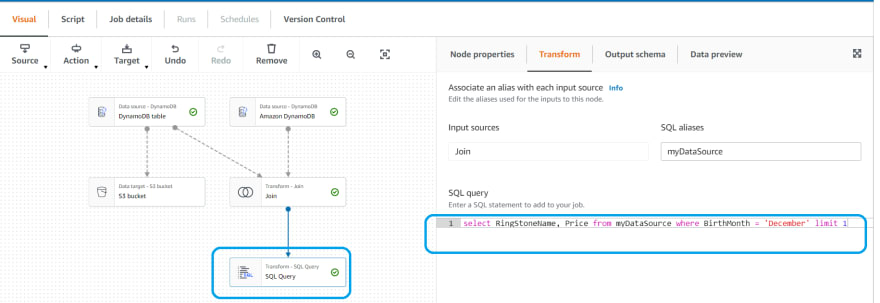 Visual Script Job details Runs Schedules Version Control
Source Action Target Undo Redo Remove
Data source - DynamoDB
DynamoDB table
Data source - DynamoDB
Amazon DynamoDB
Data target - S3 bucket
S3 bucket
Transform - Join
Join
Transform - SQL Query
SQL Query
Node properties Transform Output schema Data preview
Associate an alias with each input source Info
Edit the aliases used for the inputs to this node.
Input sources SQL aliases
Join myDataSource
SQL query
Enter a SQL statement to add to your job.
1 select RingStoneName, Price from myDataSource where BirthMonth = 'December' limit 1